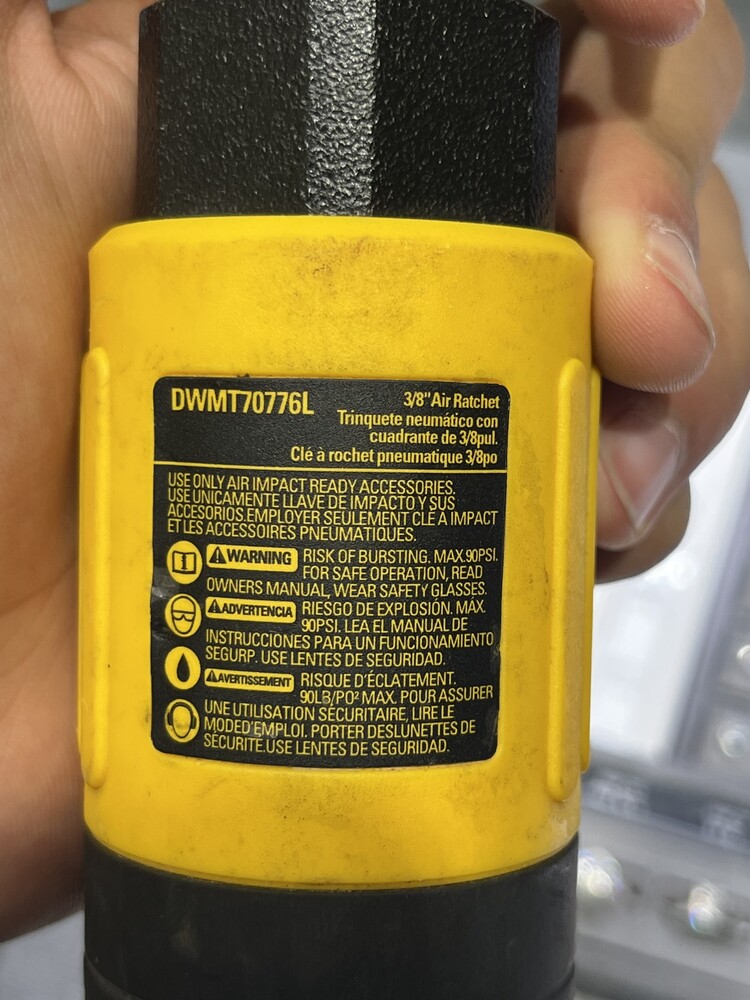 DWMT70776L
3/8" Air Ratchet
Trinquete neumático con
cuadrante de 3/8pul.
Clé à rochet pneumatique 3/8po
USE ONLY AIR IMPACT READY ACCESSORIES.
USE UNICAMENTE LLAVE DE IMPACTO Y SUS
ACCESORIOS.EMPLOYER SEULEMENT CLÉ A IMPACT
ET LES ACCESSOIRES PNEUMATIQUES.
WARNING RISK OF BURSTING. MAX.90PSI.
FOR SAFE OPERATION, READ
OWNERS MANUAL, WEAR SAFETY GLASSES.
ADVERTENCIA RIESGO DE EXPLOSIÓN. MÁX.
90PSI. LEA EL MANUAL DE
INSTRUCCIONES PARA UN FUNCIONAMIENTO
SEGURP. USE LENTES DE SEGURIDAD.
AVERTISSEMENT RISQUE D'ÉCLATEMENT.
90LB/PO² MAX. POUR ASSURER
UNE UTILISATION SÉCURITAIRE, LIRE LE
MODED'EMPLOI. PORTER DESLUNETTES DE
SÉCURITÉ.USE LENTES DE SEGURIDAD.